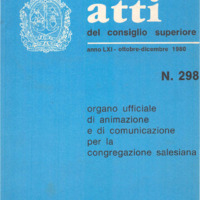 atti
del consiglio superiore
anno LXI - ottobre-dicembre 1980
N. 298
organo ufficiale
di animazione
e di comunicazione
per la
congregazione salesiana